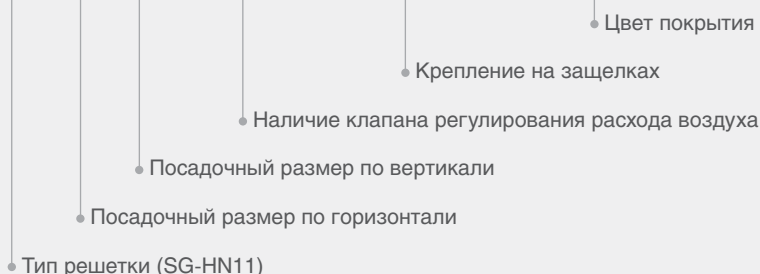 Цвет покрытия
Крепление на защелках
Наличие клапана регулирования расхода воздуха
Посадочный размер по вертикали
Посадочный размер по горизонтали
Тип решетки (SG-HN11)